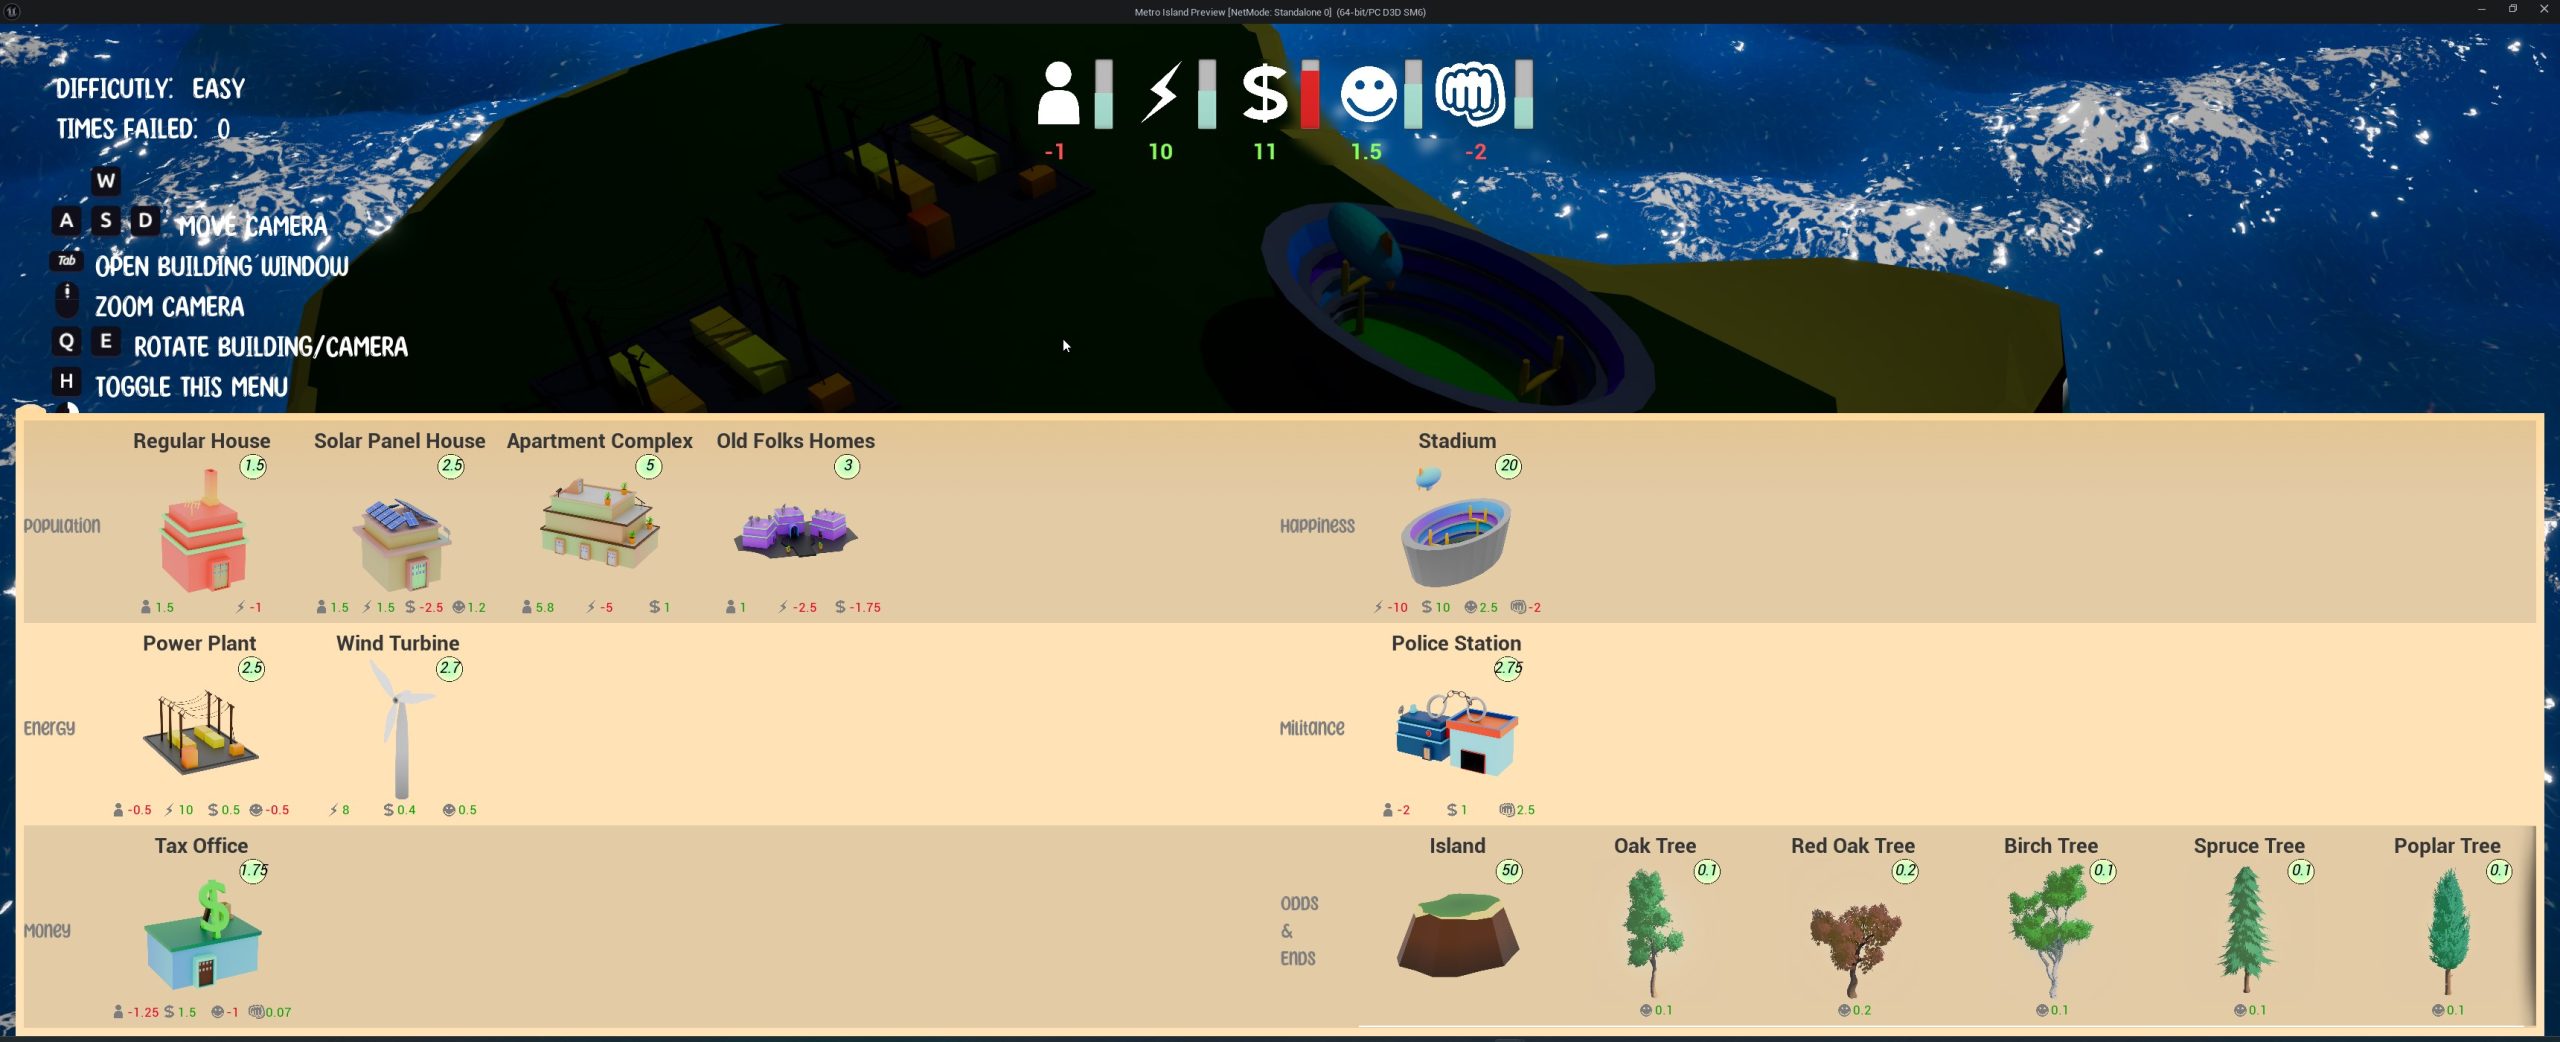 Metro Island Preview [NetMode: Standalone 0] (64-bit/PC D3D SM6)
DIFFICUTLY: EASY
TIMES FAILED: 0
W
A S D MOVE CAMERA
Tab OPEN BUILDING WINDOW
ZOOM CAMERA
Q E ROTATE BUILDING/CAMERA
H TOGGLE THIS MENU
$
-1 10 11 1.5 -2
Regular House Solar Panel House Apartment Complex Old Folks Homes
1.5 2.5 5 3
Population
1.5 -1 1.5 1.5 $ -2.5 1.2 5.8 -5 $ 1 1 -2.5 $ -1.75
Stadium
20
Happiness
-10 $ 10 2.5 -2
Power Plant Wind Turbine
2.5 2.7
Energy
-0.5 10 $ 0.5 -0.5 8 $ 0.4 0.5
Police Station
2.75
Militance
-2 $ 1 2.5
Tax Office
1.75
Money
-1.25 $ 1.5 -1 0.07
Island Oak Tree Red Oak Tree Birch Tree Spruce Tree Poplar Tree
50 0.1 0.2 0.1 0.1 0.1
ODDS
&
ENDS
0.1 0.2 0.1 0.1 0.1